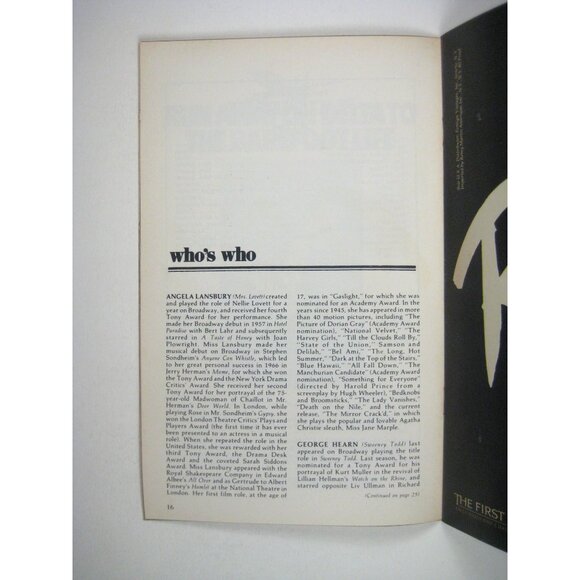 who's who
ANGELA LANSBURY (Mrs. Lovett) created
and played the role of Nellie Lovett for a
year on Broadway, and received her fourth
Tony Award for her performance. She
made her Broadway debut in 1957 in Hotel
Paradiso with Bert Lahr and subsequently
starred in A Taste of Honey with Joan
Plowright. Miss Lansbury made her
musical debut on Broadway in Stephen
Sondheim's Anyone Can Whistle, which led
to her great personal success in 1966 in
Jerry Herman's Mame, for which she won
the Tony Award and the New York Drama
Critics' Award. She received her second
Tony Award for her portrayal of the 75-
year-old Madwoman of Chaillot in Mr.
Herman's Dear World. In London, while
playing Rose in Mr. Sondheim's Gypsy, she
won the London Theatre Critics' Plays and
Players Award (the first time it has ever
been presented to an actress in a musical
role). When she repeated the role in the
United States, she was rewarded with her
third Tony Award, the Drama Desk
Award and the coveted Sarah Siddons
Award. Miss Lansbury appeared with the
Royal Shakespeare Company in Edward
Albee's All Over and as Gertrude to Albert
Finney's Hamlet at the National Theatre in
London. Her first film role, at the age of
16
17, was in "Gaslight," for which she was
nominated for an Academy Award. In the
years since 1945, she has appeared in more
than 40 motion pictures, including "The
Picture of Dorian Gray" (Academy Award
nomination), "National Velvet," "The
Harvey Girls," "Till the Clouds Roll By,"
"State of the Union," "Samson and
Delilah," "Bel Ami," "The Long, Hot
Summer," "Dark at the Top of the Stairs,"
"Blue Hawaii," "All Fall Down," "The
Manchurian Candidate" (Academy Award
nomination), "Something for Everyone"
(directed by Harold Prince from a
screenplay by Hugh Wheeler), "Bedknobs
and Broomsticks," "The Lady Vanishes,"
"Death on the Nile," and the current
release, "The Mirror Crack'd," in which
she plays the popular and lovable Agatha
Christie sleuth, Miss Jane Marple.
GEORGE HEARN (Sweeney Todd) last
appeared on Broadway playing the title
role in Sweeney Todd. Last season, he was
nominated for a Tony Award for his
portrayal of Kurt Muller in the revival of
Lillian Hellman's Watch on the Rhine, and
starred opposite Liv Ullman in Richard
(Continued on page 25)
THE FIRST